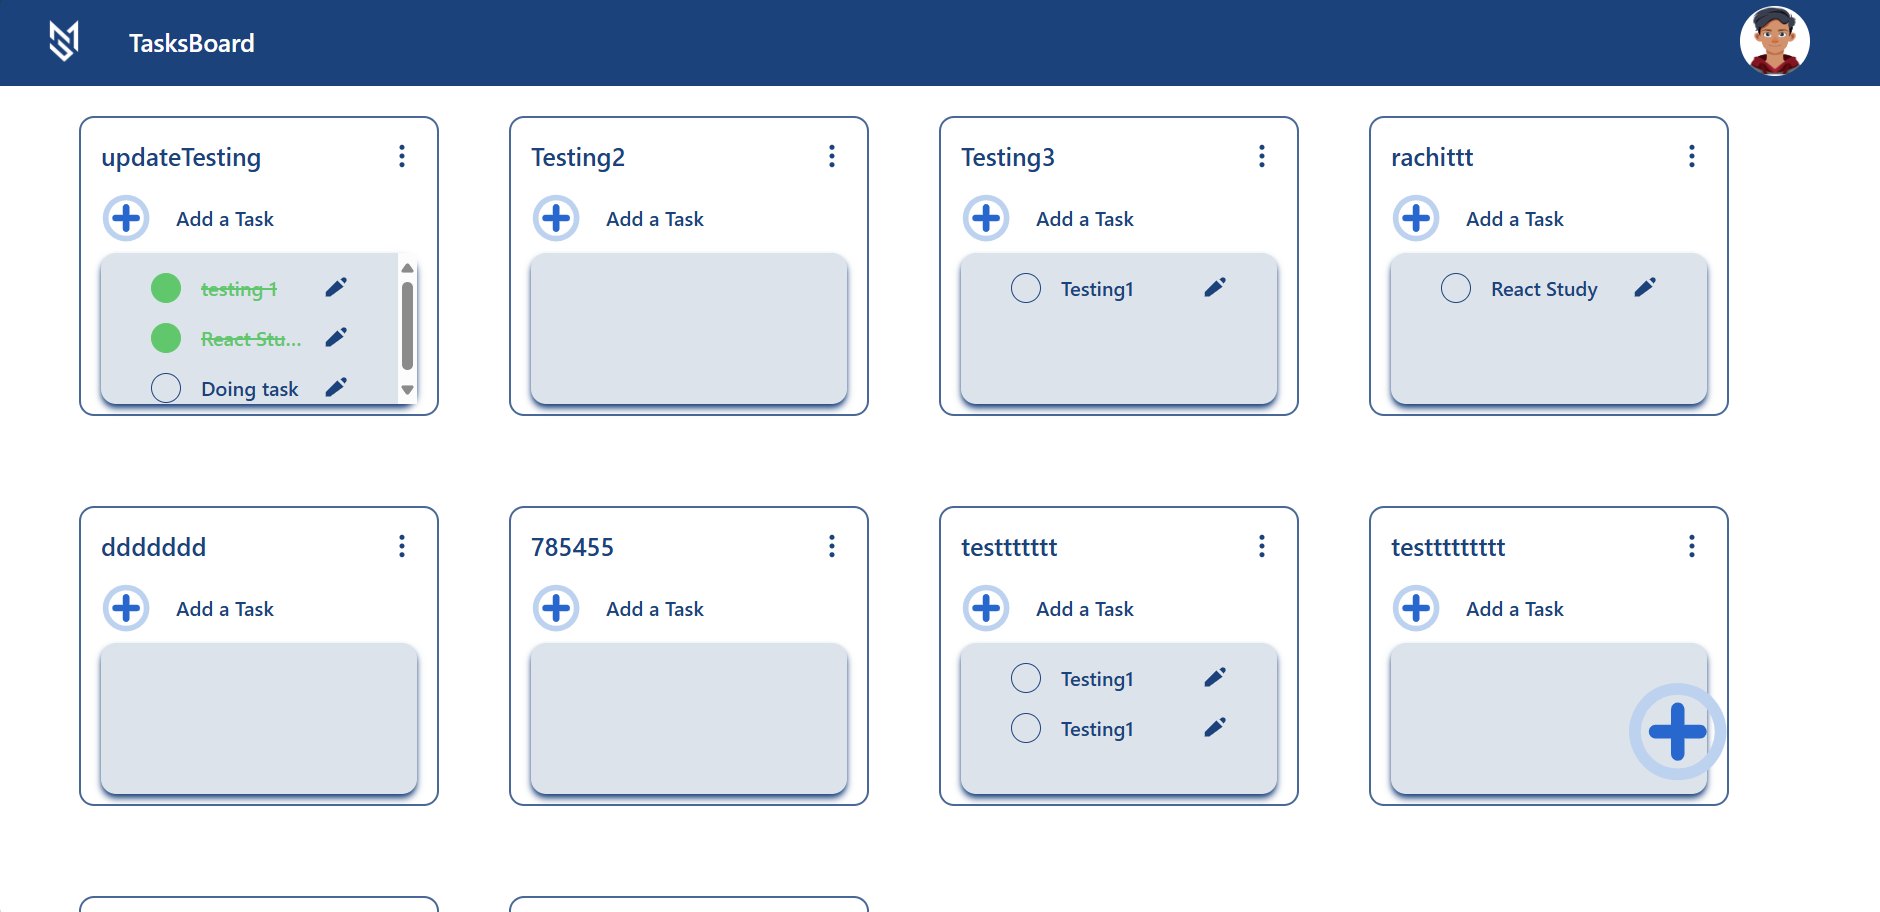 TasksBoard
updateTesting
Add a Task
testing 1
React Stu...
Doing task
Testing2
Add a Task
Testing3
Add a Task
Testing1
rachittt
Add a Task
React Study
ddddddd
Add a Task
785455
Add a Task
testttttt
Add a Task
Testing1
Testing1
testtttttttt
Add a Task